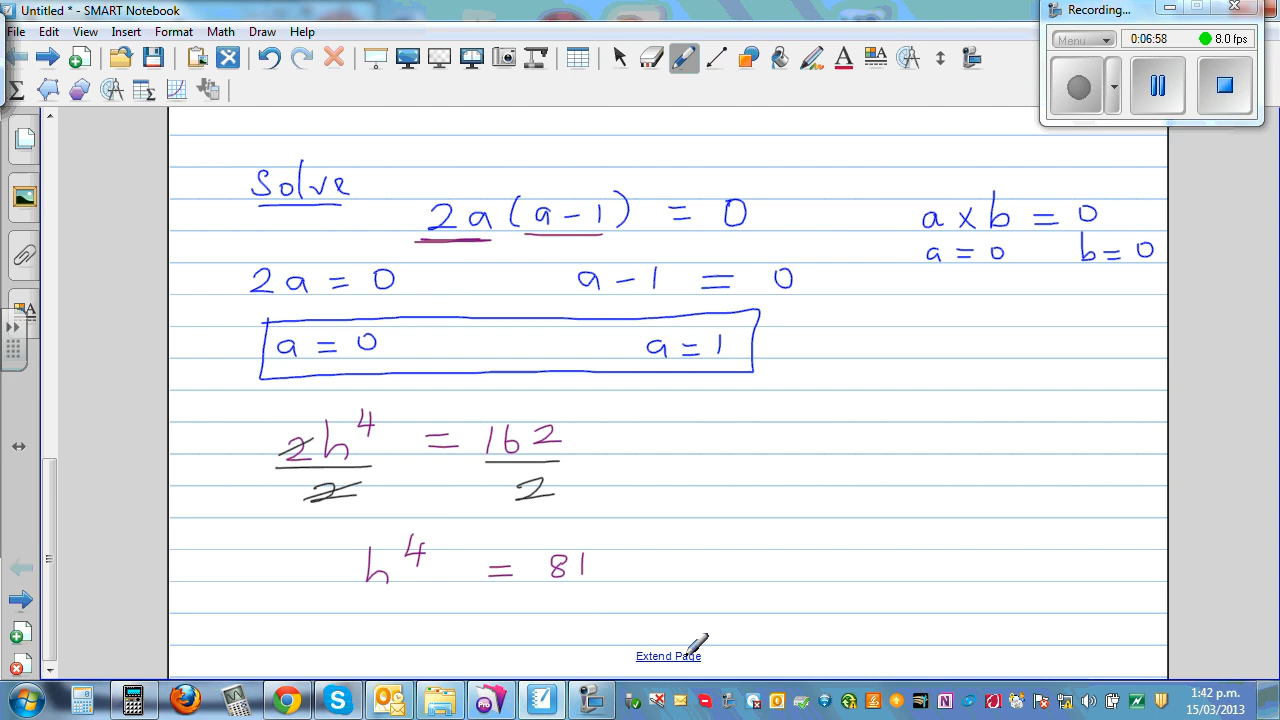 Untitled * - SMART Notebook
File Edit View Insert Format Math Draw Help
Recording...
Menu 0:06:58 8.0 fps
Solve
2a(a-1) = 0
a x b = 0
a = 0 b = 0
2a = 0 a - 1 = 0
a = 0 a = 1
2h⁴ = 162
2 2
h⁴ = 81
Extend Page
1:42 p.m.
15/03/2013